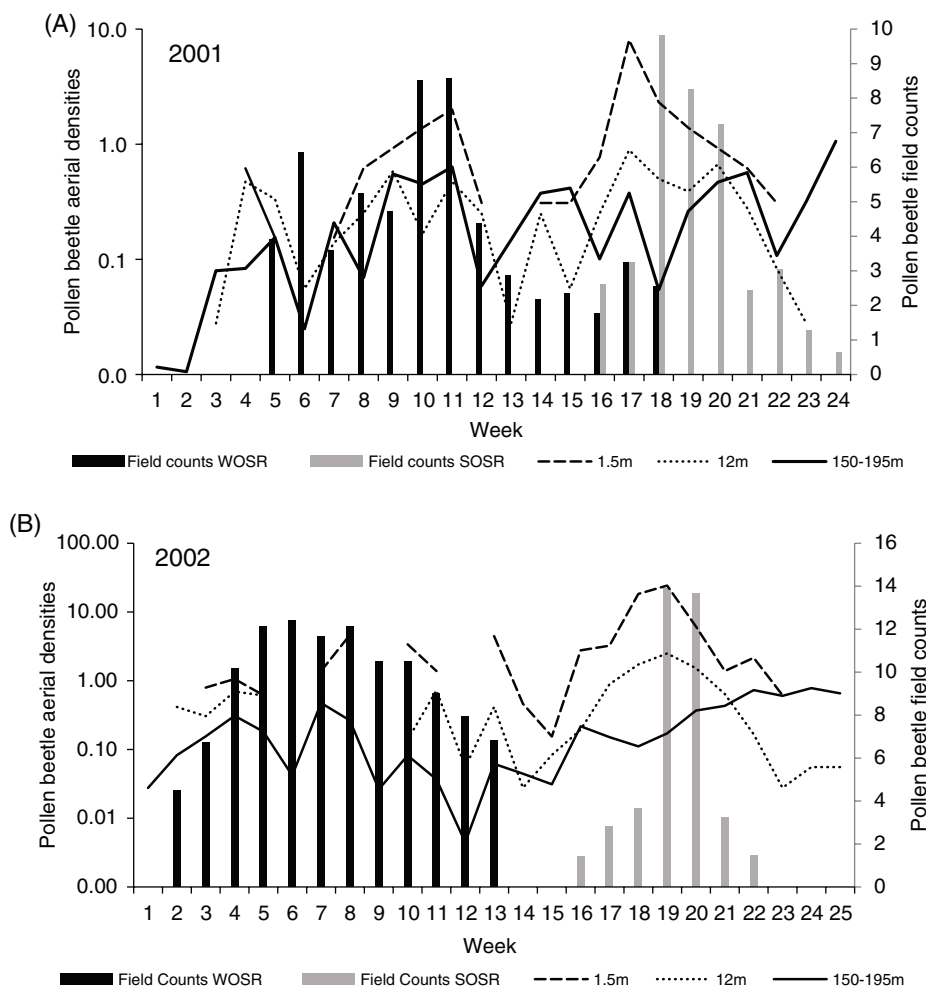 (A)
2001
Pollen beetle aerial densities
10.0
1.0
0.1
0.0
Pollen beetle field counts
10
9
8
7
6
5
4
3
2
1
0
1 2 3 4 5 6 7 8 9 10 11 12 13 14 15 16 17 18 19 20 21 22 23 24
Week
Field counts WOSR Field counts SOSR 1.5m 12m 150-195m
(B)
2002
Pollen beetle aerial densities
100.00
10.00
1.00
0.10
0.01
0.00
Pollen beetle field counts
16
14
12
10
8
6
4
2
0
1 2 3 4 5 6 7 8 9 10 11 12 13 14 15 16 17 18 19 20 21 22 23 24 25
Week
Field Counts WOSR Field Counts SOSR 1.5m 12m 150-195m